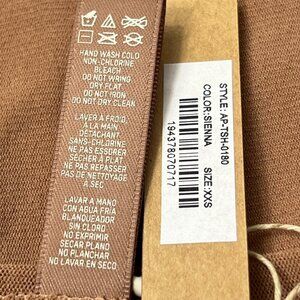 HAND WASH COLD
NON-CHLORINE
BLEACH
DO NOT WRING
DRY FLAT
DO NOT IRON
DO NOT DRY CLEAN
LAVER À FROID
À LA MAIN
DÉTACHANT
SANS CHLORINE
NE PAS ESSORER
SÉCHER À PLAT
NE PAS REPASSER
PAS DE NETTOYAGE
À SEC
LAVAR A MANO
CON AGUA FRÍA
BLANQUEADOR
SIN CLORO
NO EXPRIMIR
SECAR PLANO
NO PLANCHAR
NO LAVAR EN SECO
STYLE: AP-TSH-0180
COLOR: SIENNA
194378070717
SIZE: XXS